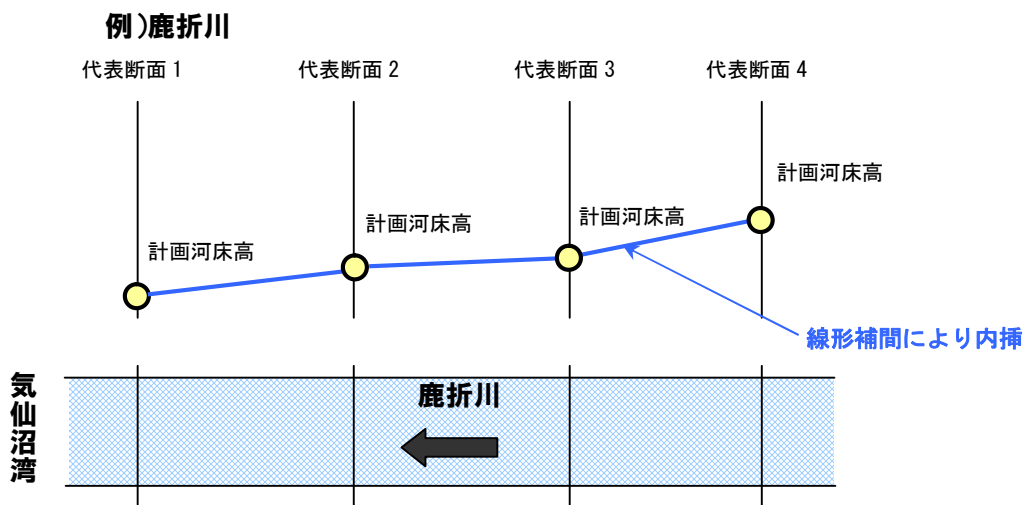 例）鹿折川
代表断面 1
代表断面 2
代表断面 3
代表断面 4
計画河床高
計画河床高
計画河床高
計画河床高
線形補間により内挿
気仙沼湾
鹿折川